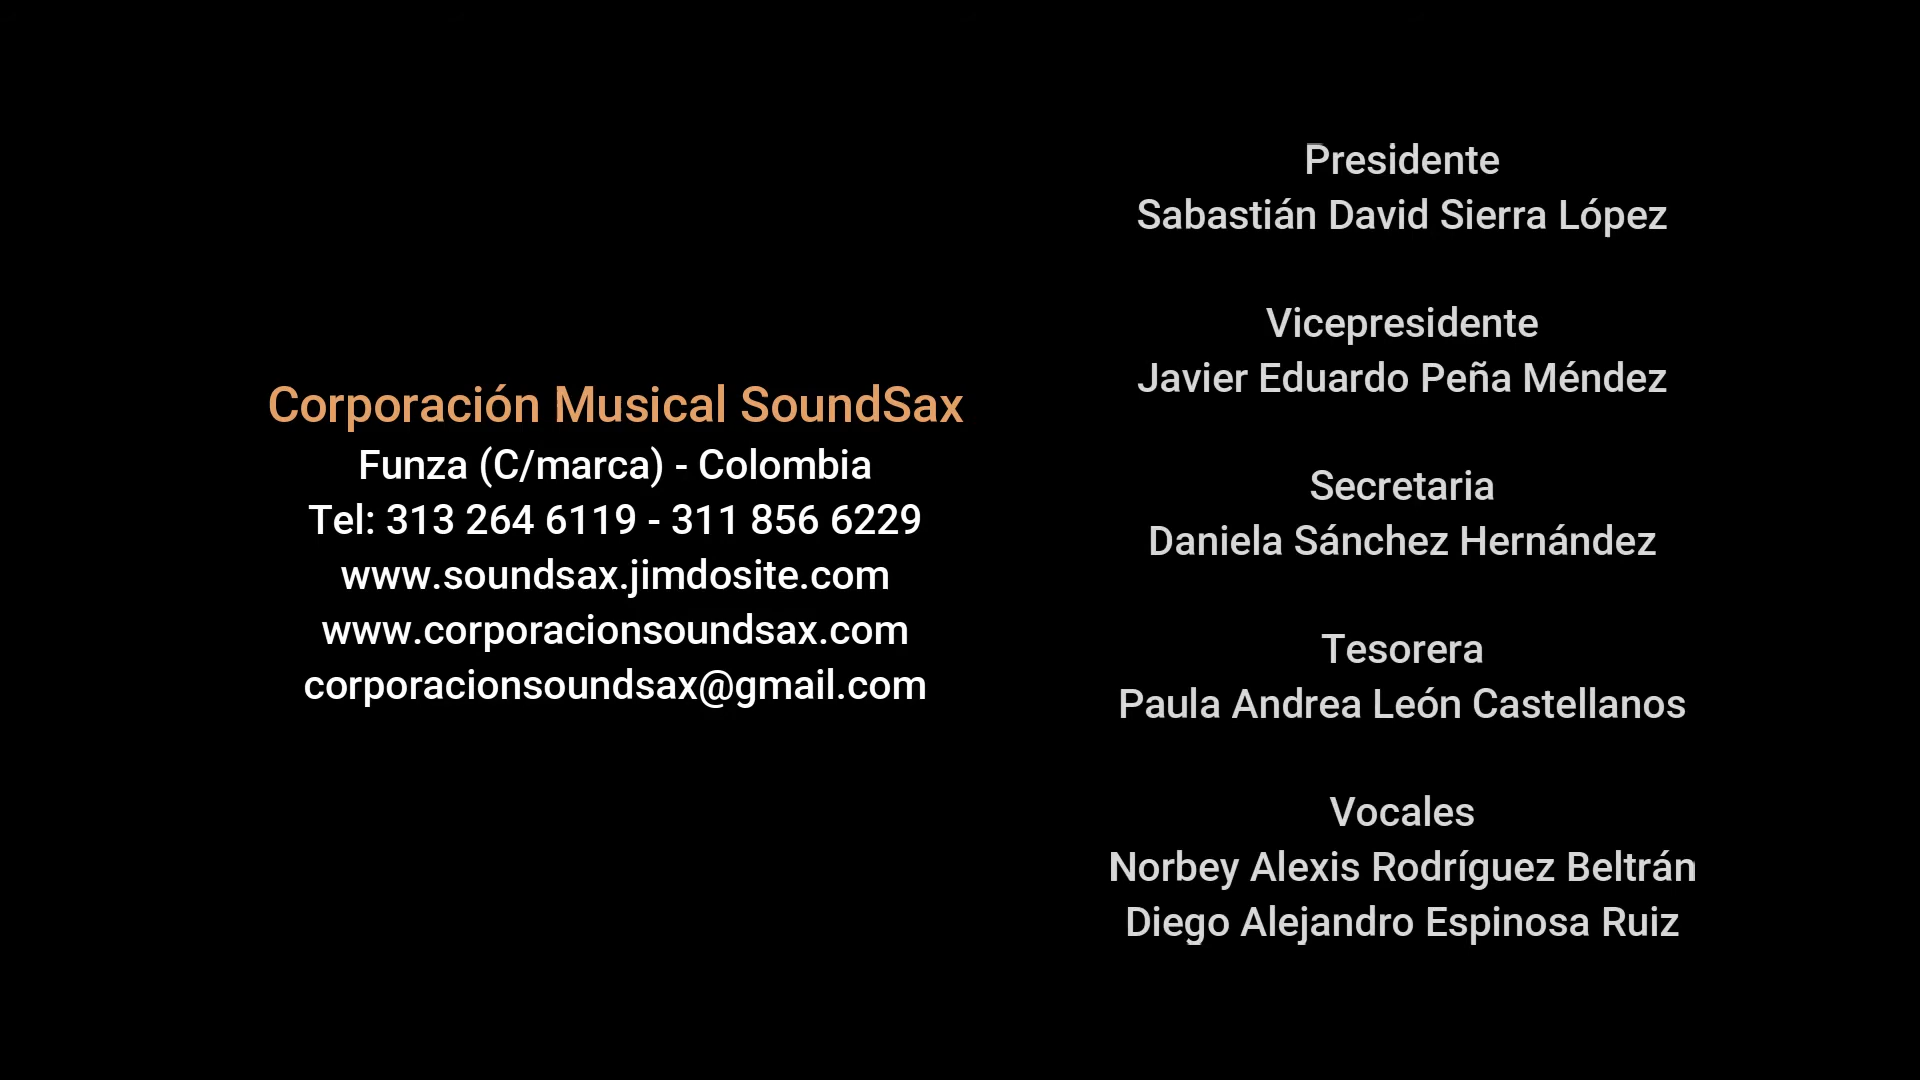 Corporación Musical SoundSax
Funza (C/marca) - Colombia
Tel: 313 264 6119 - 311 856 6229
www.soundsax.jimdosite.com
www.corporacionsoundsax.com
corporacionsoundsax@gmail.com
Presidente
Sabastián David Sierra López
Vicepresidente
Javier Eduardo Peña Méndez
Secretaria
Daniela Sánchez Hernández
Tesorera
Paula Andrea León Castellanos
Vocales
Norbey Alexis Rodríguez Beltrán
Diego Alejandro Espinosa Ruiz